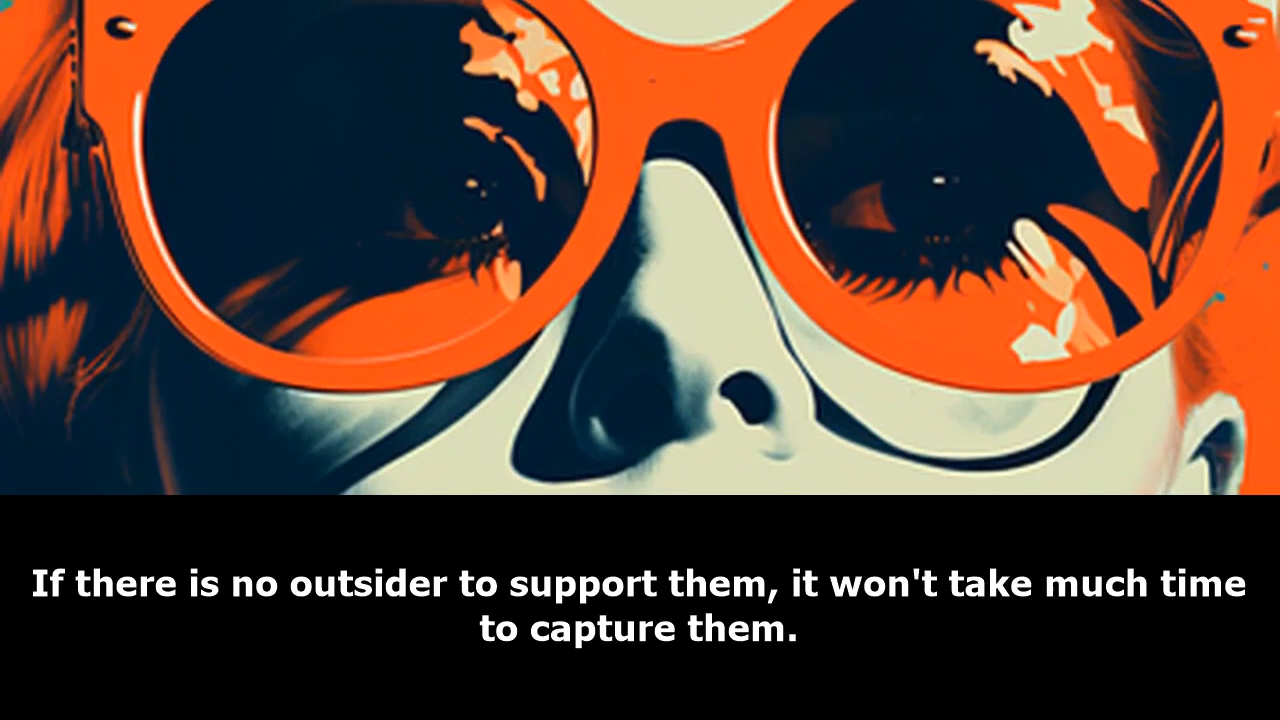 If there is no outsider to support them, it won't take much time
to capture them.